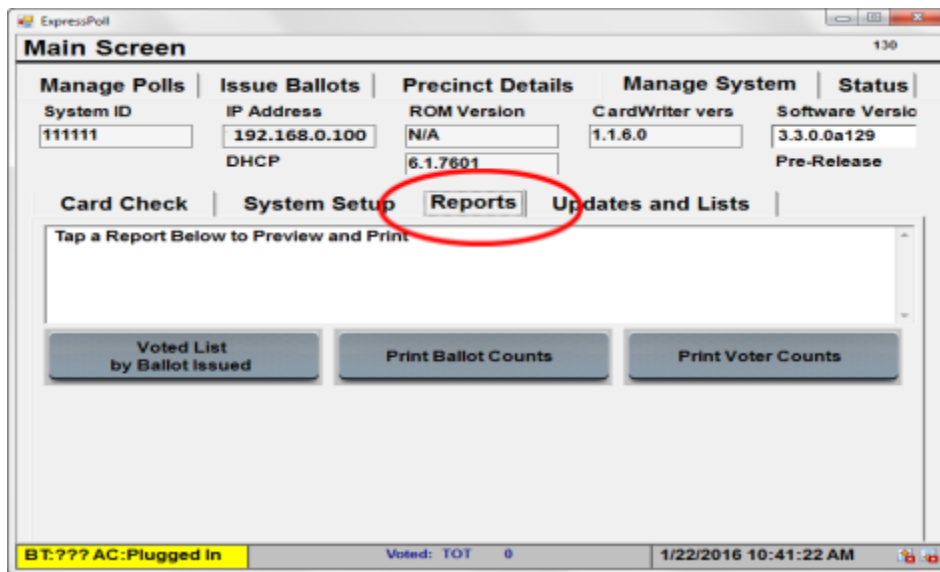 ExpressPoll
Main Screen 130
Manage Polls Issue Ballots Precinct Details Manage System Status
System ID IP Address ROM Version CardWriter vers Software Versio
111111 192.168.0.100 N/A 1.1.6.0 3.3.0.0a129
DHCP 6.1.7601 Pre-Release
Card Check System Setup Reports Updates and Lists
Tap a Report Below to Preview and Print
Voted List
by Ballot Issued
Print Ballot Counts
Print Voter Counts
BT:??? AC:Plugged In Voted: TOT 0 1/22/2016 10:41:22 AM